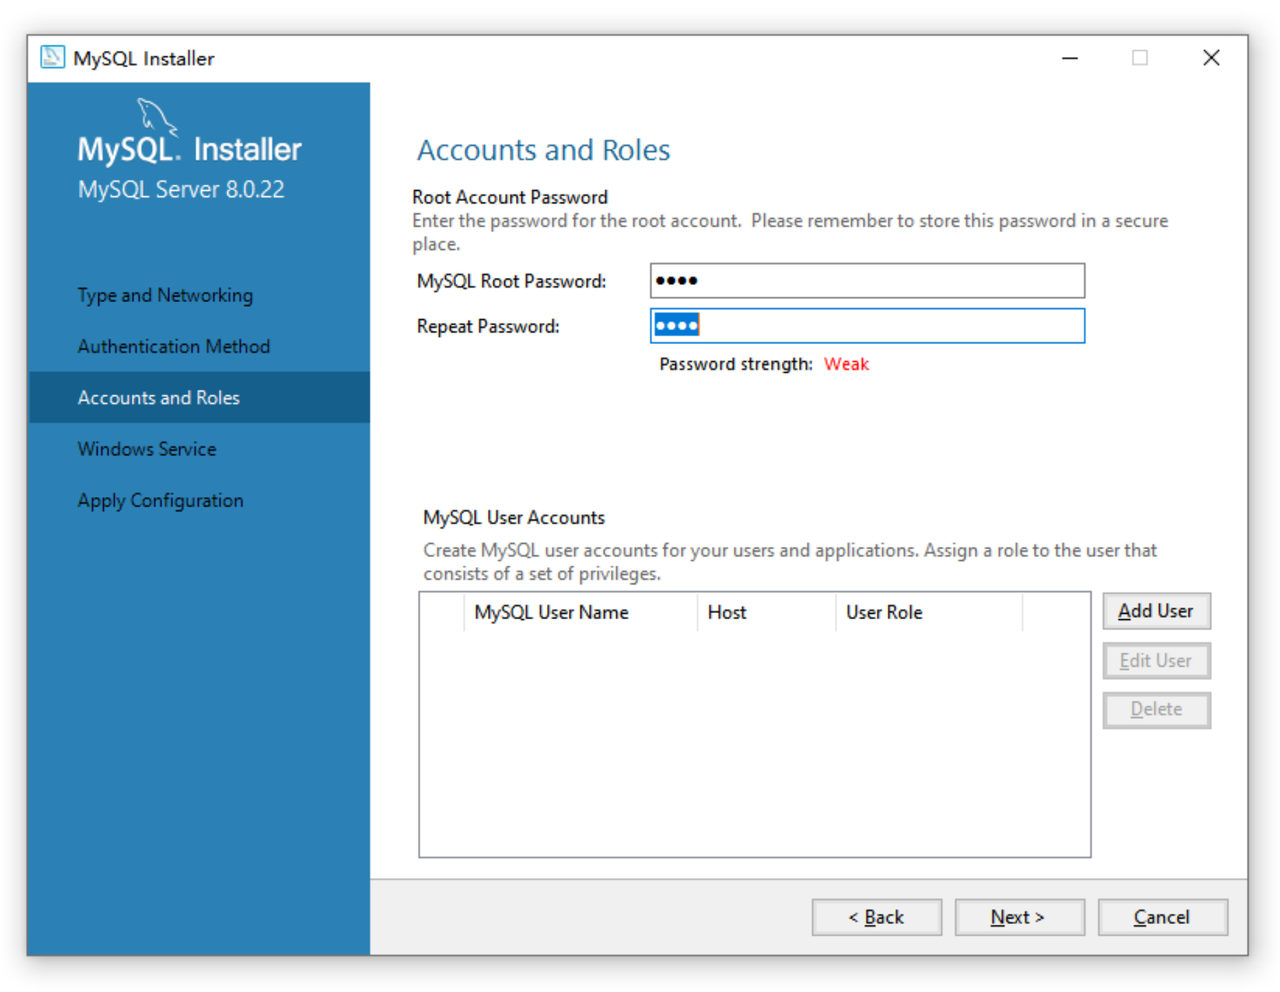 MySQL Installer
MySQL. Installer
MySQL Server 8.0.22
Type and Networking
Authentication Method
Accounts and Roles
Windows Service
Apply Configuration
Accounts and Roles
Root Account Password
Enter the password for the root account.  Please remember to store this password in a secure
place.
MySQL Root Password: ●●●●
Repeat Password: ●●●●
Password strength: Weak
MySQL User Accounts
Create MySQL user accounts for your users and applications. Assign a role to the user that
consists of a set of privileges.
MySQL User Name Host User Role
Add User
Edit User
Delete
< Back Next > Cancel